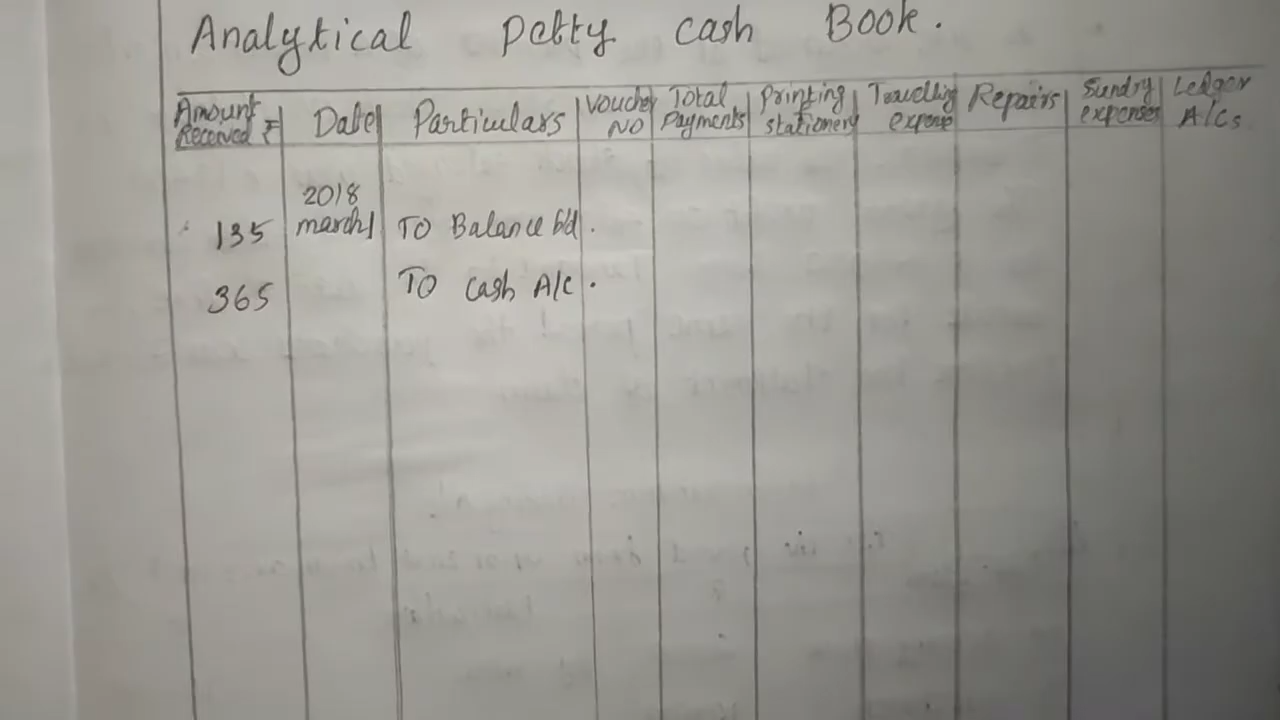 Analytical Petty cash Book.
Amount Received ₹ Date Particulars Voucher NO Total Payments Printing stationery Travelling expense Repairs Sundry expenses Ledger A/Cs
2018
135 march 1 TO Balance b/d.
365 TO Cash A/c.